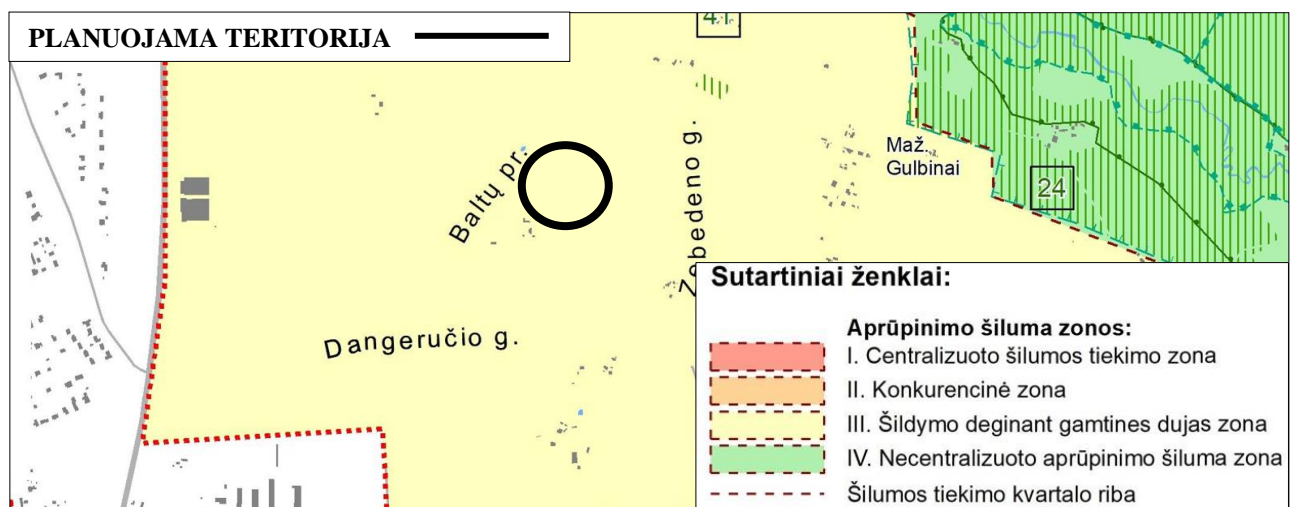 PLANUOJAMA TERITORIJA
41
Baltų pr.
Žebedeno g.
Maž.
Gulbinai
24
Dangeručio g.
Sutartiniai ženklai:
Aprūpinimo šiluma zonos:
I. Centralizuoto šilumos tiekimo zona
II. Konkurencinė zona
III. Šildymo deginant gamtines dujas zona
IV. Necentralizuoto aprūpinimo šiluma zona
Šilumos tiekimo kvartalo riba